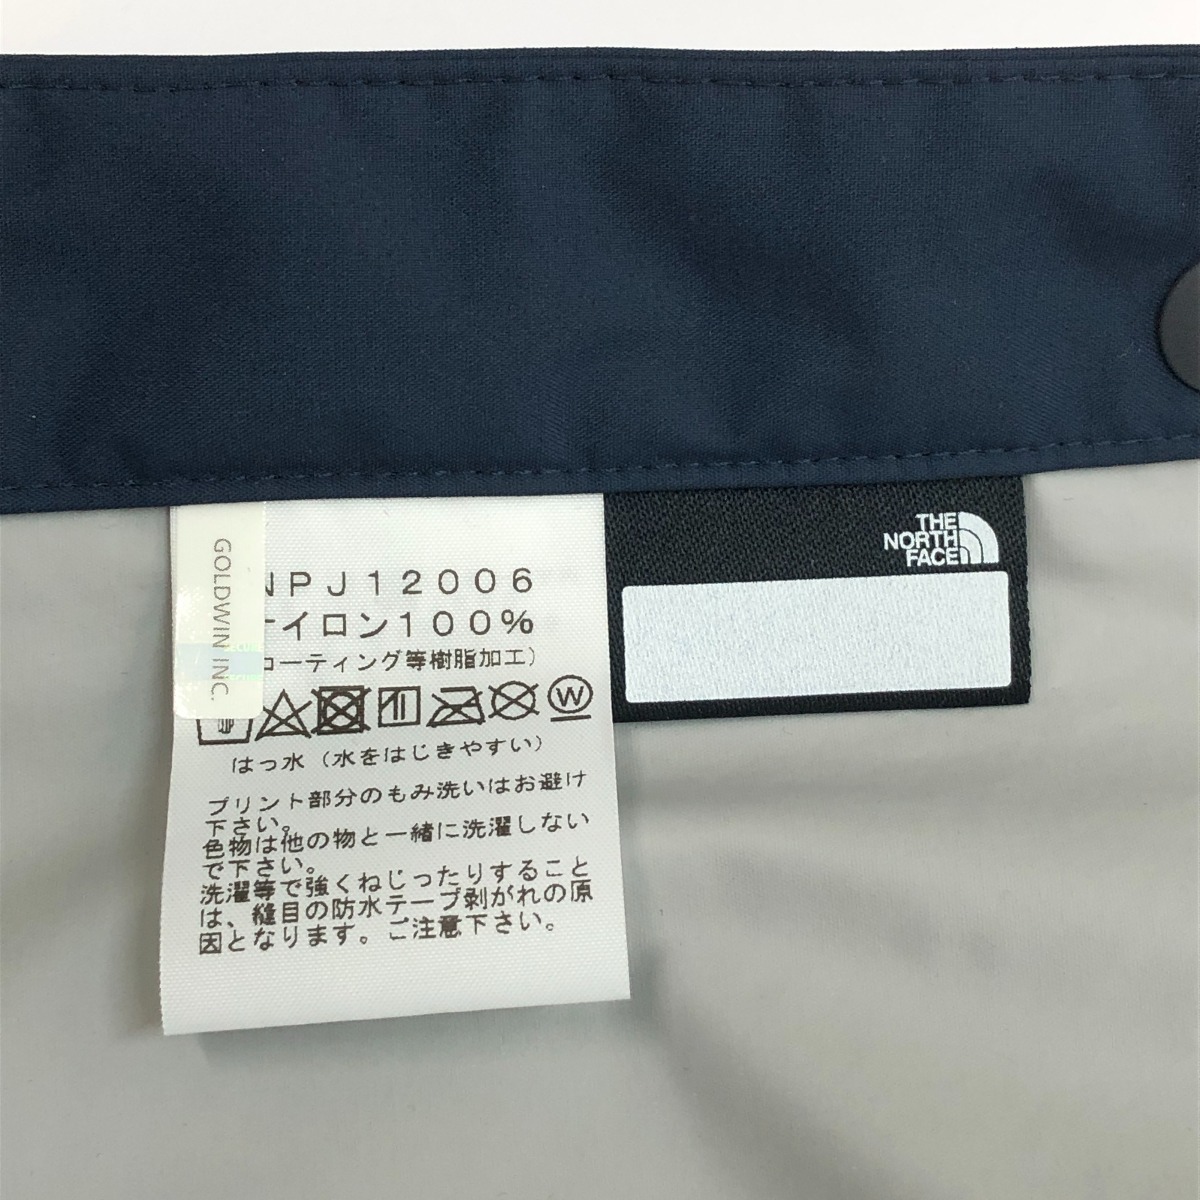 GOLDWIN INC.
SECURE
SECURE
NPJ12006
ナイロン100%
コーティング等樹脂加工)
W
はっ水 (水をはじきやすい)
プリント部分のもみ洗いはお避け
下さい。
色物は他の物と一緒に洗濯しない
で下さい。
洗濯等で強くねじったりすること
は、縫目の防水テープ剥がれの原
因となります。ご注意下さい。
THE
NORTH
FACE